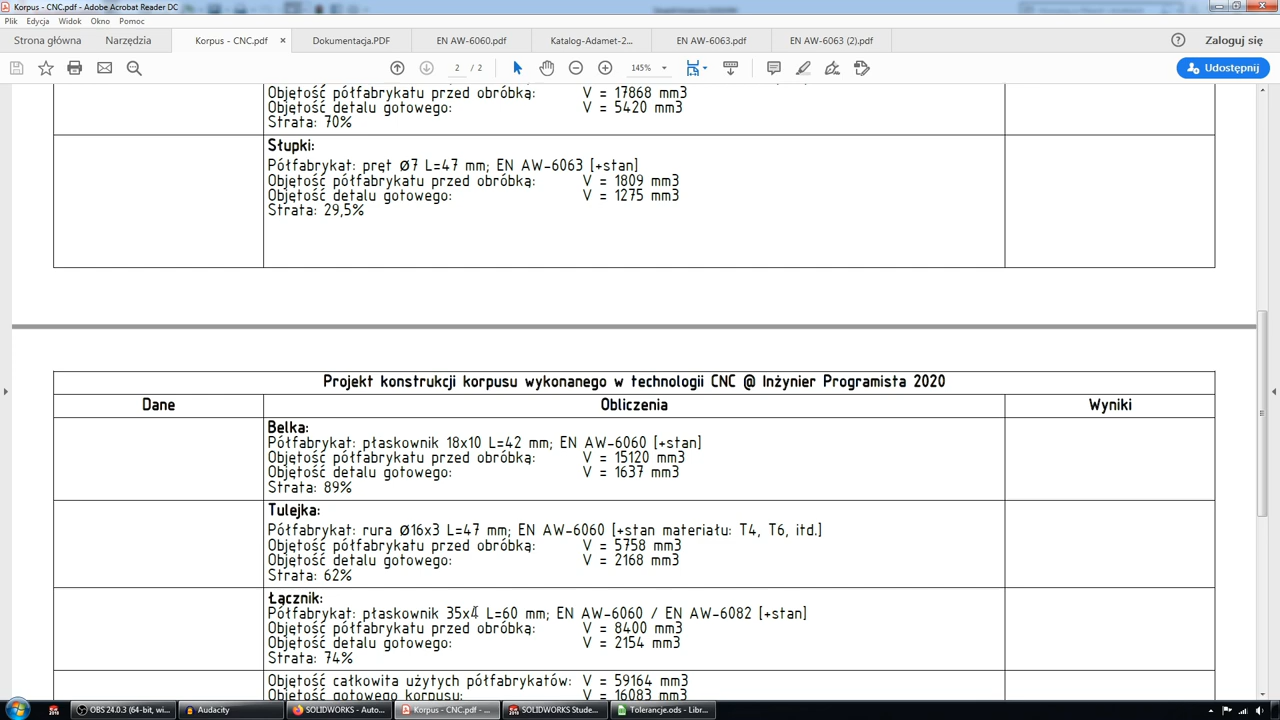 Korpus - CNC.pdf - Adobe Acrobat Reader DC
Plik Edycja Widok Okno Pomoc
Strona główna Narzędzia Korpus - CNC.pdf × Dokumentacja.PDF EN AW-6060.pdf Katalog-Adamet-2... EN AW-6063.pdf EN AW-6063 (2).pdf Zaloguj się
2 / 2 145% Udostępnij
Objętość półfabrykatu przed obróbką: V = 17868 mm3
Objętość detalu gotowego: V = 5420 mm3
Strata: 70%
Słupki:
Półfabrykat: pręt Ø7 L=47 mm; EN AW-6063 [+stan]
Objętość półfabrykatu przed obróbką: V = 1809 mm3
Objętość detalu gotowego: V = 1275 mm3
Strata: 29,5%
Projekt konstrukcji korpusu wykonanego w technologii CNC @ Inżynier Programista 2020
Dane Obliczenia Wyniki
Belka:
Półfabrykat: płaskownik 18x10 L=42 mm; EN AW-6060 [+stan]
Objętość półfabrykatu przed obróbką: V = 15120 mm3
Objętość detalu gotowego: V = 1637 mm3
Strata: 89%
Tulejka:
Półfabrykat: rura Ø16x3 L=47 mm; EN AW-6060 [+stan materiału: T4, T6, itd.]
Objętość półfabrykatu przed obróbką: V = 5758 mm3
Objętość detalu gotowego: V = 2168 mm3
Strata: 62%
Łącznik:
Półfabrykat: płaskownik 35x4 L=60 mm; EN AW-6060 / EN AW-6082 [+stan]
Objętość półfabrykatu przed obróbką: V = 8400 mm3
Objętość detalu gotowego: V = 2154 mm3
Strata: 74%
Objętość całkowita użytych półfabrykatów: V = 59164 mm3
Objętość gotowego korpusu: V = 16083 mm3
OBS 24.0.3 (64-bit, wi... Audacity SOLIDWORKS - Auto... Korpus - CNC.pdf - ... SOLIDWORKS Stude... Tolerancje.ods - Libr...